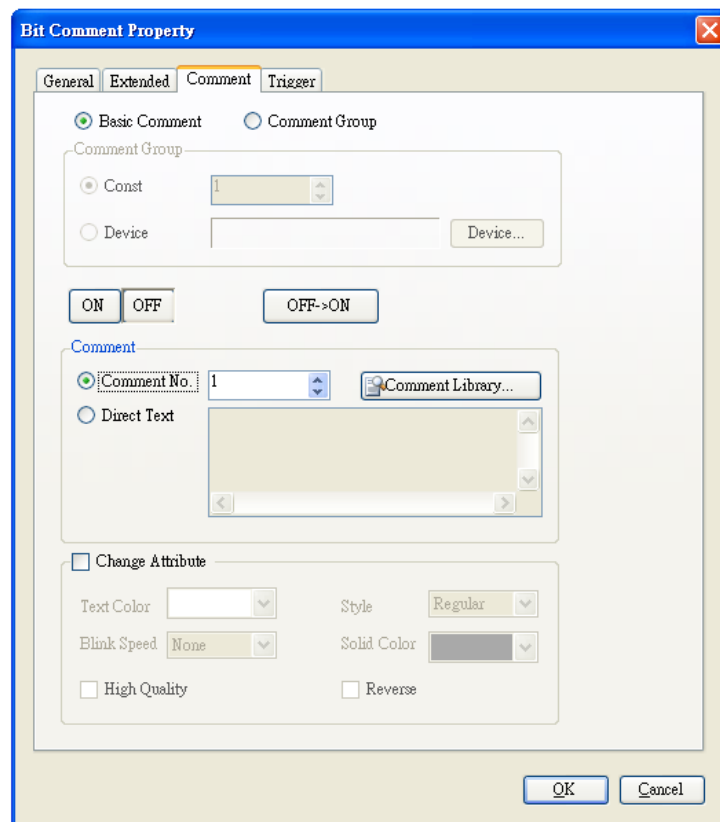 Bit Comment Property
General Extended Comment Trigger
Basic Comment Comment Group
Comment Group
Const 1
Device Device...
ON OFF OFF->ON
Comment
Comment No. 1 Comment Library...
Direct Text
Change Attribute
Text Color Style Regular
Blink Speed None Solid Color
High Quality Reverse
OK Cancel